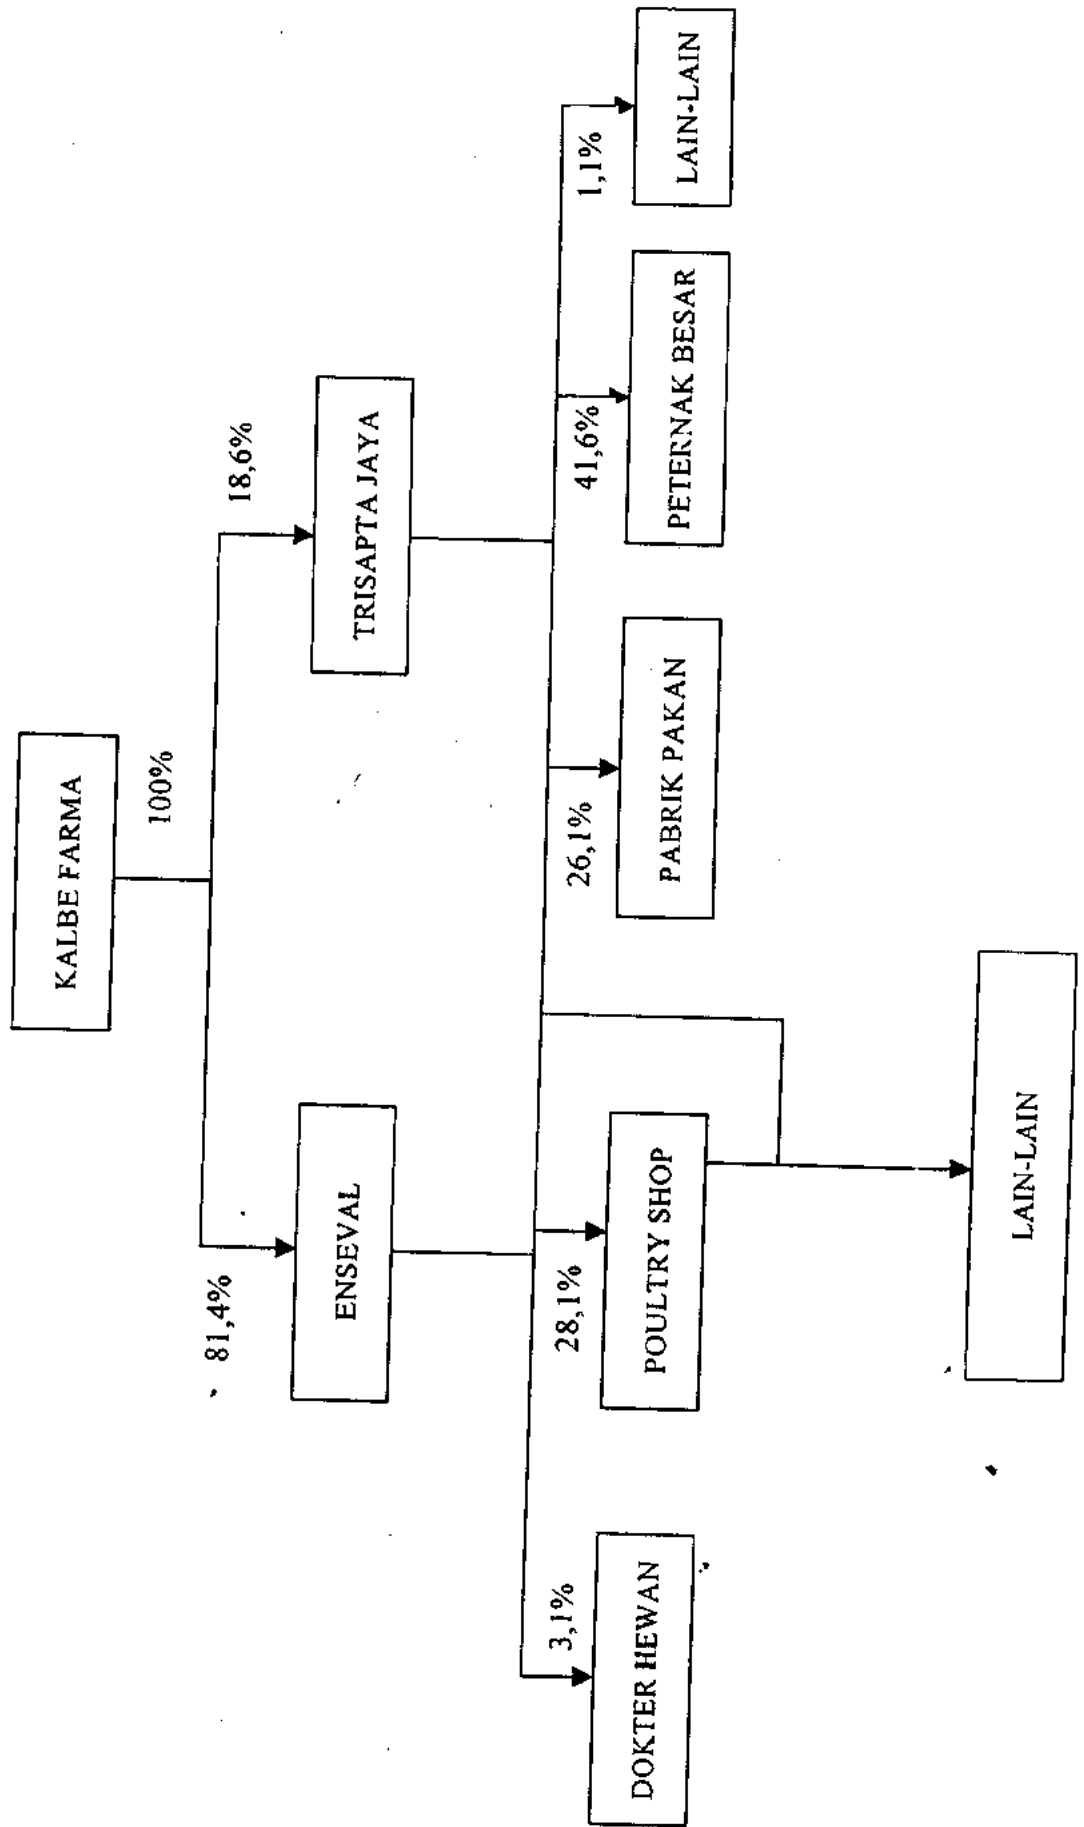 KALBE FARMA
100%
81,4%
18,6%
ENSEVAL
TRISAPTA JAYA
3,1%
28,1%
26,1%
41,6%
1,1%
DOKTER HEWAN
POULTRY SHOP
PABRIK PAKAN
PETERNAK BESAR
LAIN-LAIN
LAIN-LAIN